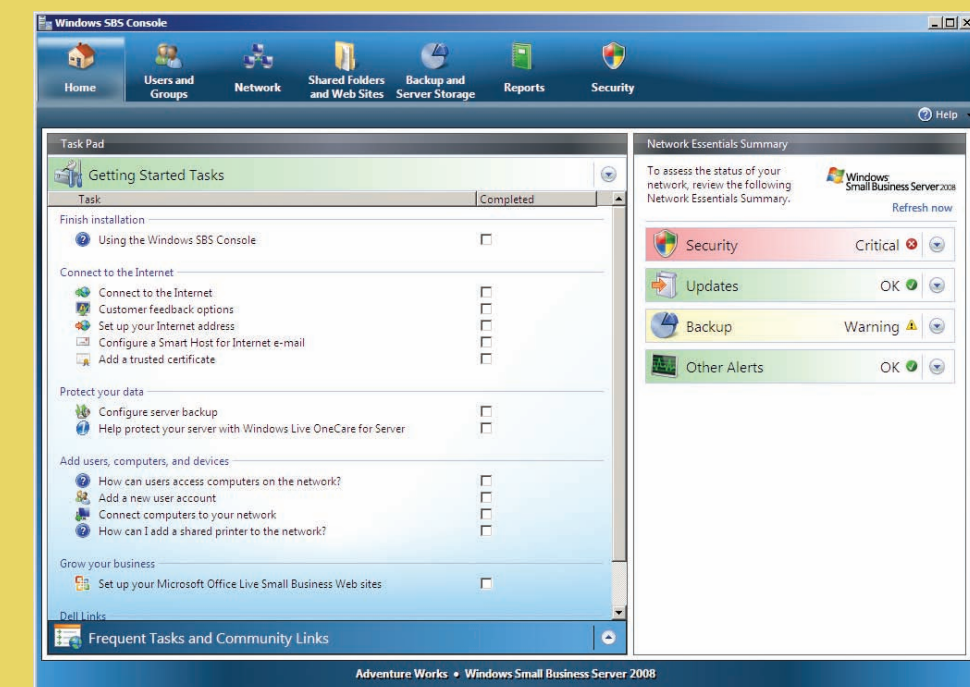 Windows SBS Console
Home
Users and
Groups
Network
Shared Folders
and Web Sites
Backup and
Server Storage
Reports
Security
Help
Task Pad
Getting Started Tasks
Task Completed
Finish installation
Using the Windows SBS Console
Connect to the Internet
Connect to the Internet
Customer feedback options
Set up your Internet address
Configure a Smart Host for Internet e-mail
Add a trusted certificate
Protect your data
Configure server backup
Help protect your server with Windows Live OneCare for Server
Add users, computers, and devices
How can users access computers on the network?
Add a new user account
Connect computers to your network
How can I add a shared printer to the network?
Grow your business
Set up your Microsoft Office Live Small Business Web sites
Dell Links
Frequent Tasks and Community Links
Network Essentials Summary
To assess the status of your
network, review the following
Network Essentials Summary.
Windows
Small Business Server 2008
Refresh now
Security Critical
Updates OK
Backup Warning
Other Alerts OK
Adventure Works • Windows Small Business Server 2008